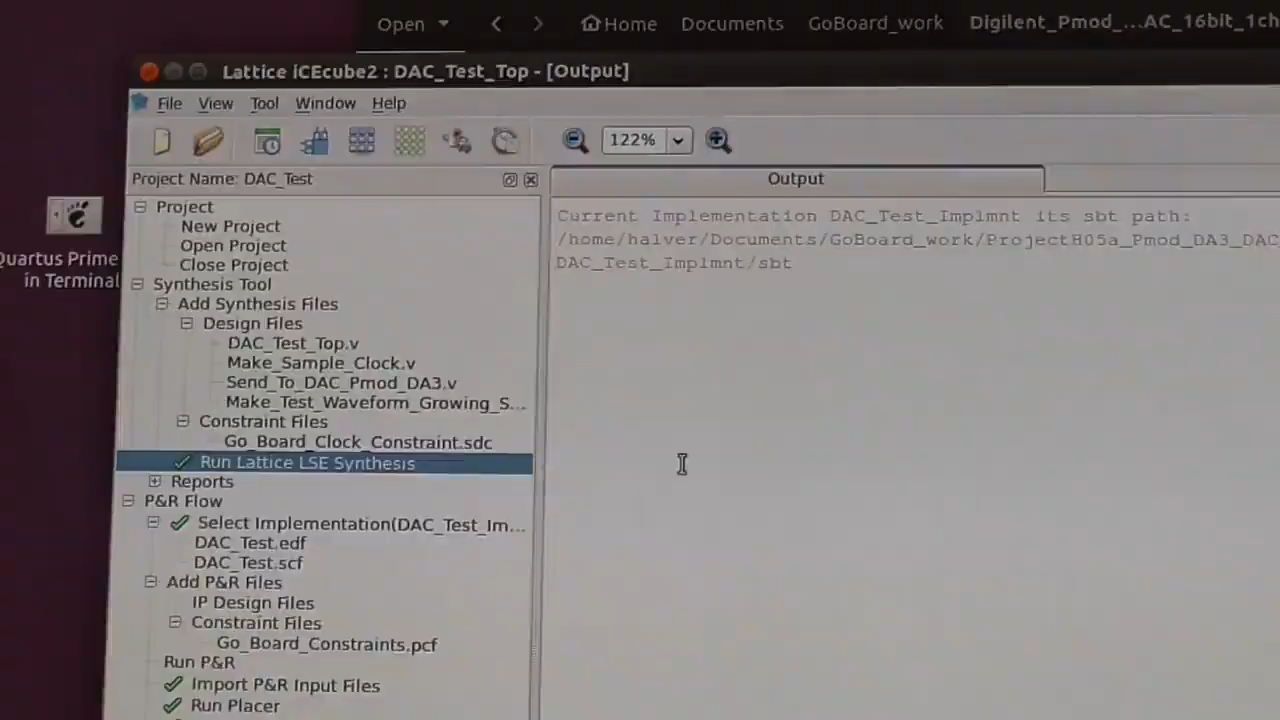 Open
Home Documents GoBoard_work Digilent_Pmod_...AC_16bit_1ch
Lattice iCEcube2 : DAC_Test_Top - [Output]
File View Tool Window Help
122%
Project Name: DAC_Test
Output
Project
New Project
Open Project
Close Project
Synthesis Tool
Add Synthesis Files
Design Files
DAC_Test_Top.v
Make_Sample_Clock.v
Send_To_DAC_Pmod_DA3.v
Make_Test_Waveform_Growing_S...
Constraint Files
Go_Board_Clock_Constraint.sdc
Run Lattice LSE Synthesis
Reports
P&R Flow
Select Implementation(DAC_Test_Im...
DAC_Test.edf
DAC_Test.scf
Add P&R Files
IP Design Files
Constraint Files
Go_Board_Constraints.pcf
Run P&R
Import P&R Input Files
Run Placer
Current Implementation DAC_Test_Implmnt its sbt path:
/home/halver/Documents/GoBoard_work/ProjectH05a_Pmod_DA3_DAC
DAC_Test_Implmnt/sbt
Quartus Prime
in Terminal